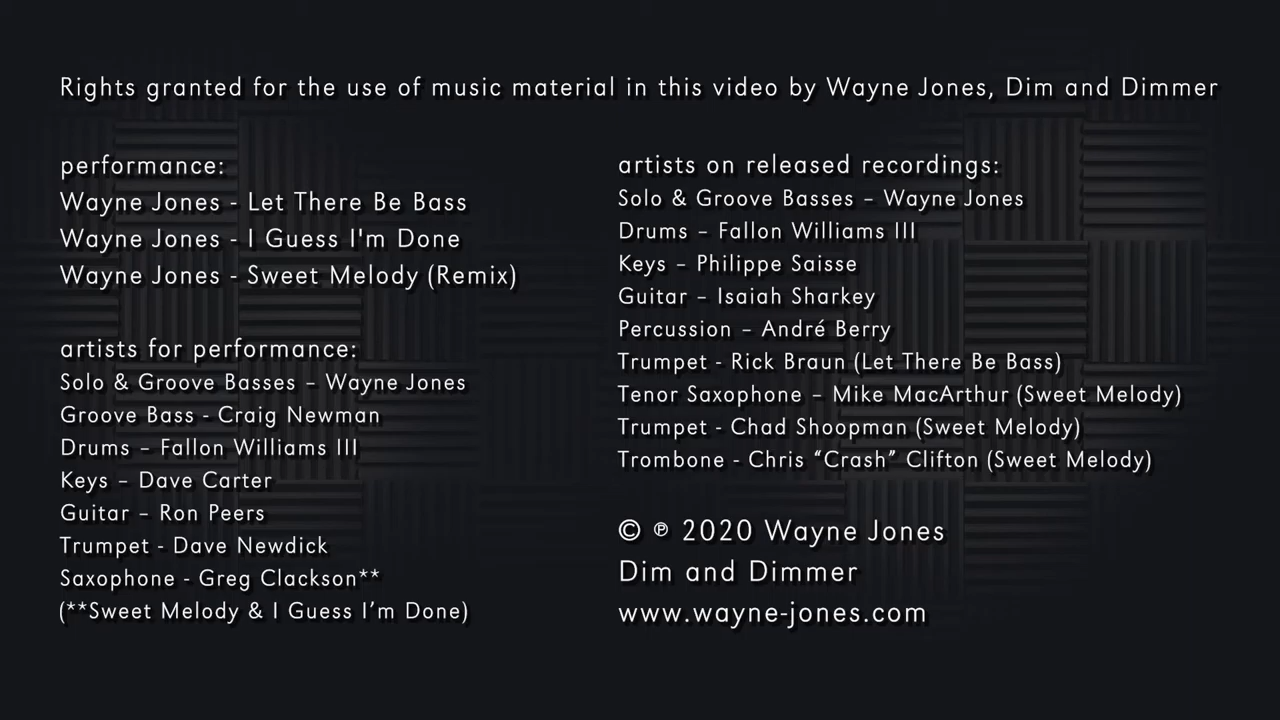 Rights granted for the use of music material in this video by Wayne Jones, Dim and Dimmer
performance:
Wayne Jones - Let There Be Bass
Wayne Jones - I Guess I'm Done
Wayne Jones - Sweet Melody (Remix)
artists for performance:
Solo & Groove Basses – Wayne Jones
Groove Bass - Craig Newman
Drums – Fallon Williams III
Keys – Dave Carter
Guitar – Ron Peers
Trumpet - Dave Newdick
Saxophone - Greg Clackson**
(**Sweet Melody & I Guess I’m Done)
artists on released recordings:
Solo & Groove Basses – Wayne Jones
Drums – Fallon Williams III
Keys – Philippe Saisse
Guitar – Isaiah Sharkey
Percussion – André Berry
Trumpet - Rick Braun (Let There Be Bass)
Tenor Saxophone – Mike MacArthur (Sweet Melody)
Trumpet - Chad Shoopman (Sweet Melody)
Trombone - Chris “Crash” Clifton (Sweet Melody)
© ℗ 2020 Wayne Jones
Dim and Dimmer
www.wayne-jones.com